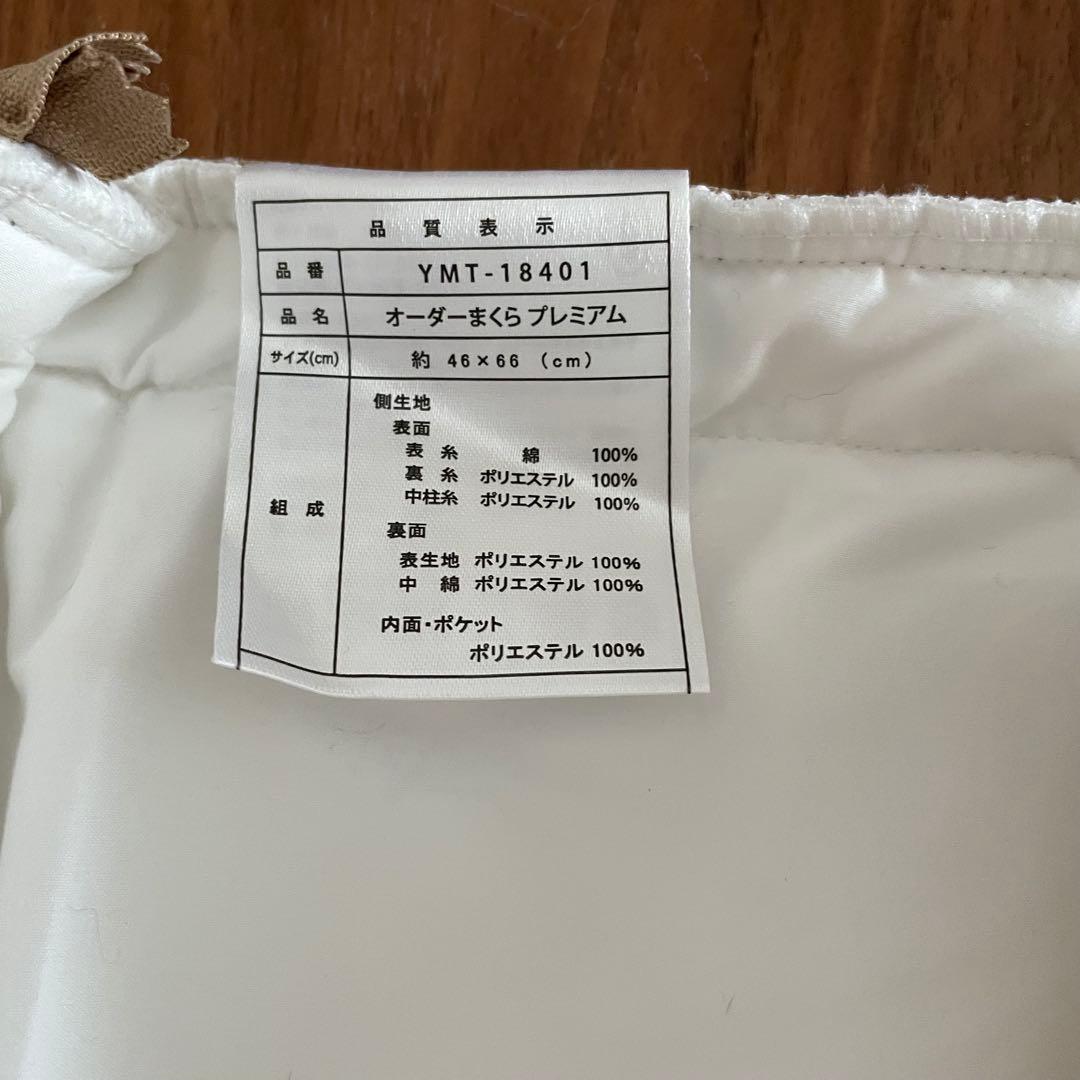 品質表示
品番 YMT-18401
品名 オーダーまくら プレミアム
サイズ(cm) 約 46×66 (cm)
組成 側生地
表面
表糸 綿 100%
裏糸 ポリエステル 100%
中柱糸 ポリエステル 100%
裏面
表生地 ポリエステル 100%
中綿 ポリエステル 100%
内面・ポケット
ポリエステル 100%